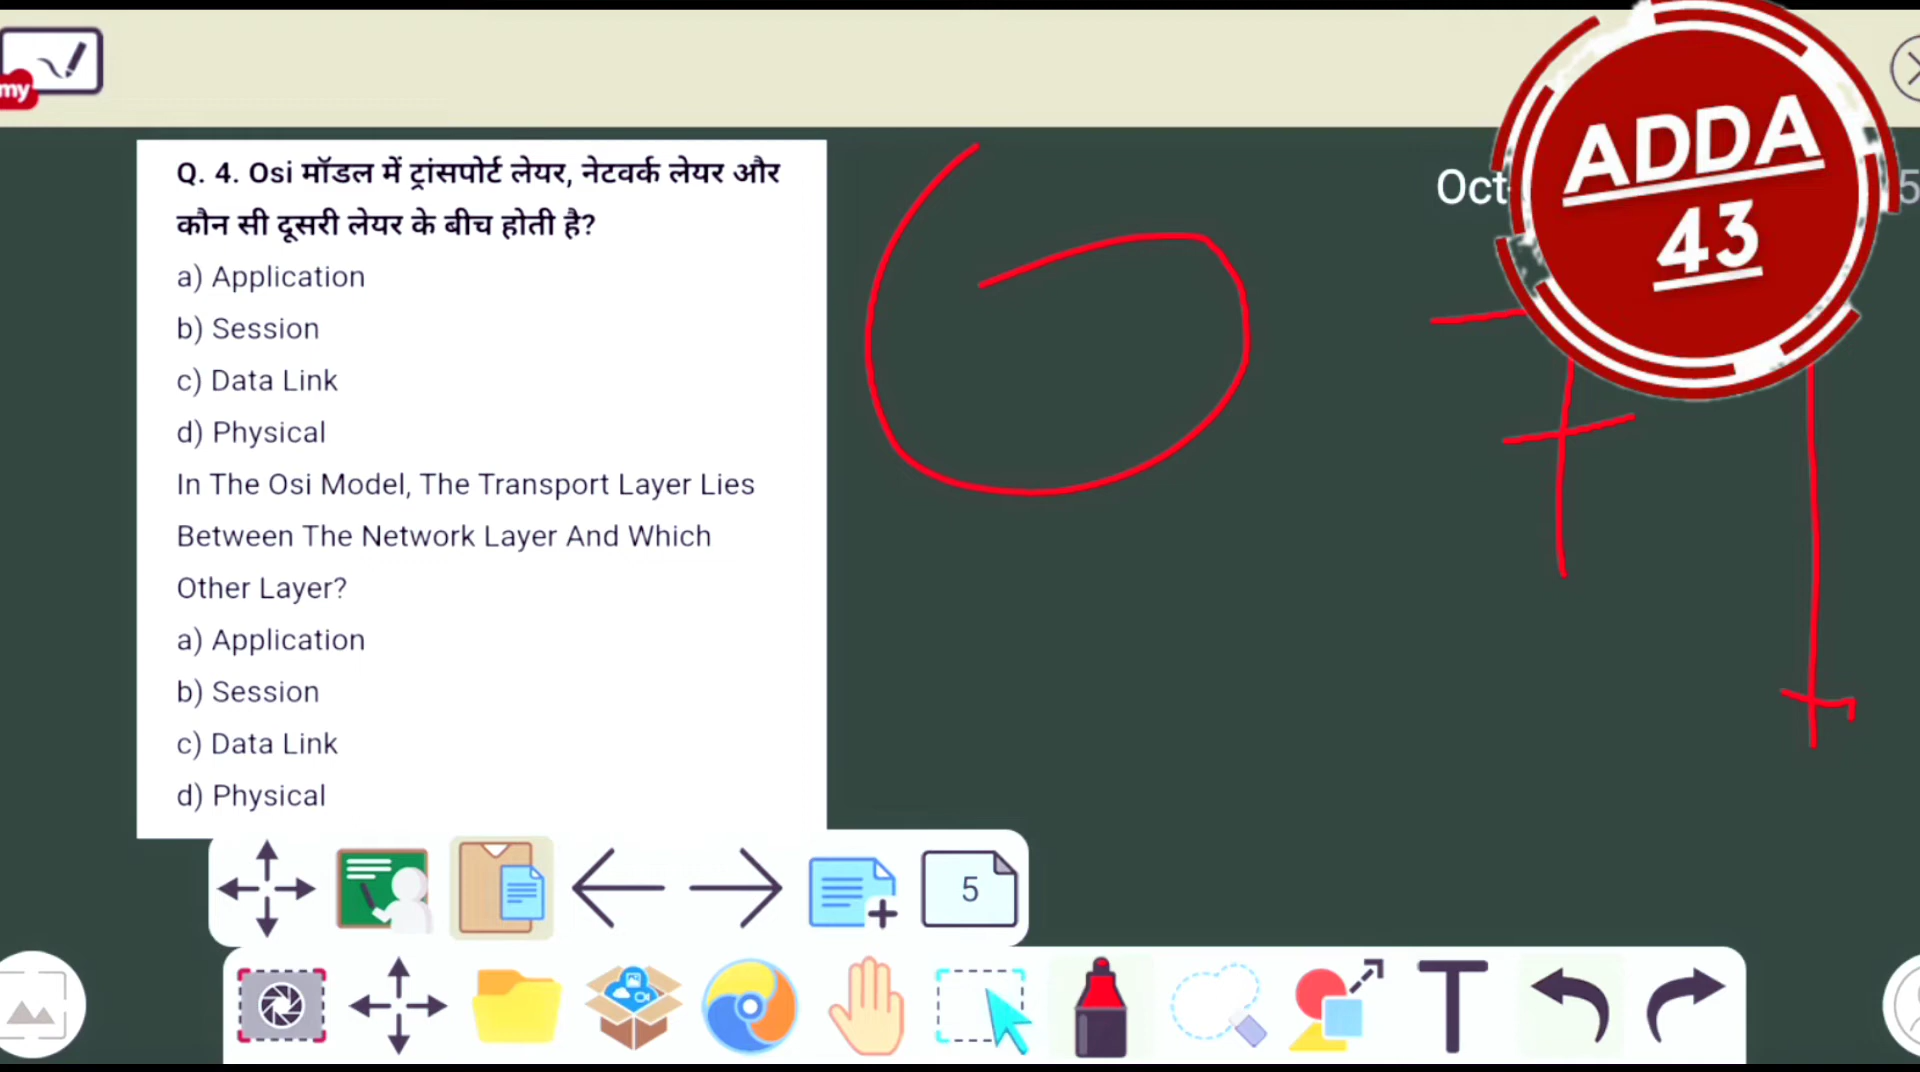 my
Q. 4. Osi मॉडल में ट्रांसपोर्ट लेयर, नेटवर्क लेयर और
कौन सी दूसरी लेयर के बीच होती है?
a) Application
b) Session
c) Data Link
d) Physical
In The Osi Model, The Transport Layer Lies
Between The Network Layer And Which
Other Layer?
a) Application
b) Session
c) Data Link
d) Physical
Oct
5
ADDA
43
5
T